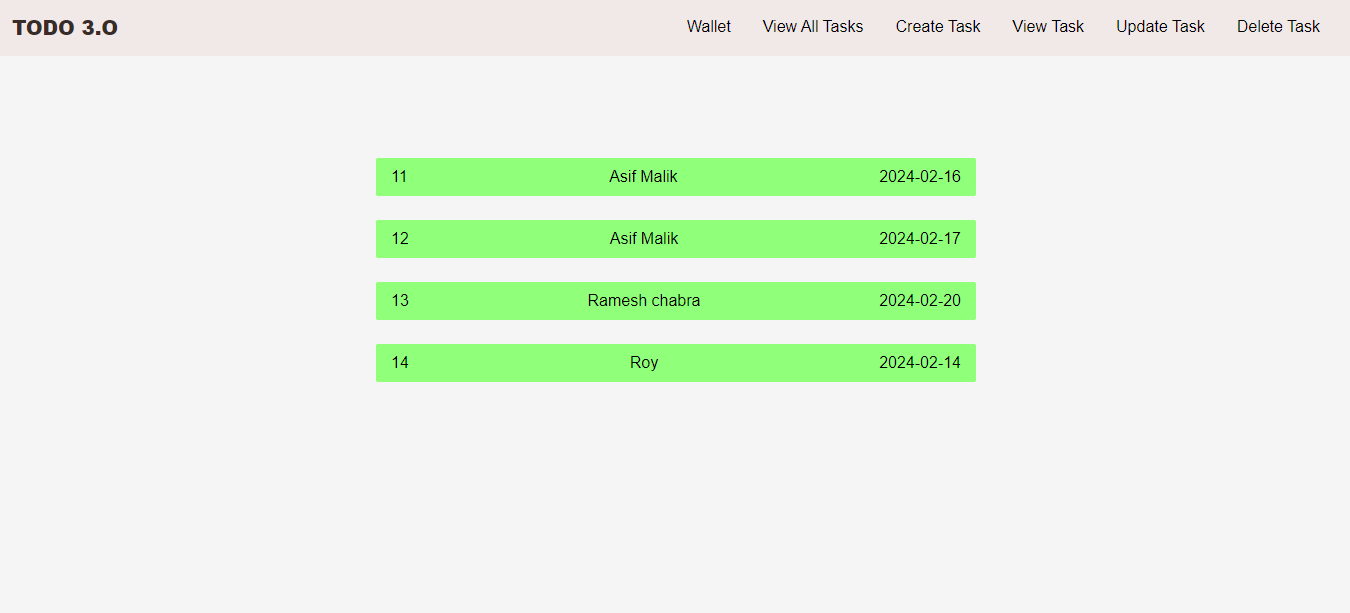 TODO 3.O
Wallet View All Tasks Create Task View Task Update Task Delete Task
11 Asif Malik 2024-02-16
12 Asif Malik 2024-02-17
13 Ramesh chabra 2024-02-20
14 Roy 2024-02-14